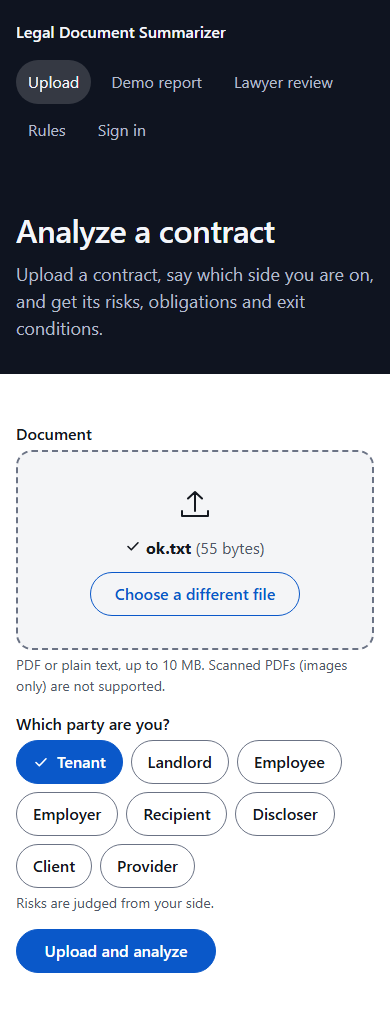 Legal Document Summarizer
Upload Demo report Lawyer review
Rules Sign in
Analyze a contract
Upload a contract, say which side you are on,
and get its risks, obligations and exit
conditions.
Document
ok.txt (55 bytes)
Choose a different file
PDF or plain text, up to 10 MB. Scanned PDFs (images
only) are not supported.
Which party are you?
Tenant Landlord Employee
Employer Recipient Discloser
Client Provider
Risks are judged from your side.
Upload and analyze